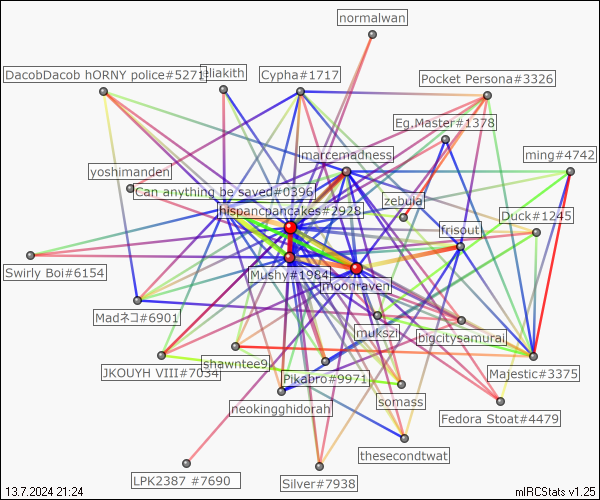 normalwan
DacobDacob hORNY police#5271
eliakith
Cypha#1717
Pocket Persona#3326
Eg.Master#1378
marcemadness
ming#4742
yoshimanden
Can anything be saved#0396
zebula
hispancpancakes#2928
Duck#1245
frisout
Swirly Boi#6154
Mushy#1984
moonraven
Madネコ#6901
mukszi
bigcitysamurai
shawntee9
JKOUYH VIII#7034
Pikabro#9971
Majestic#3375
somass
neokingghidorah
Fedora Stoat#4479
thesecondtwat
LPK2387 #7690
Silver#7938
13.7.2024 21:24
mIRCStats v1.25